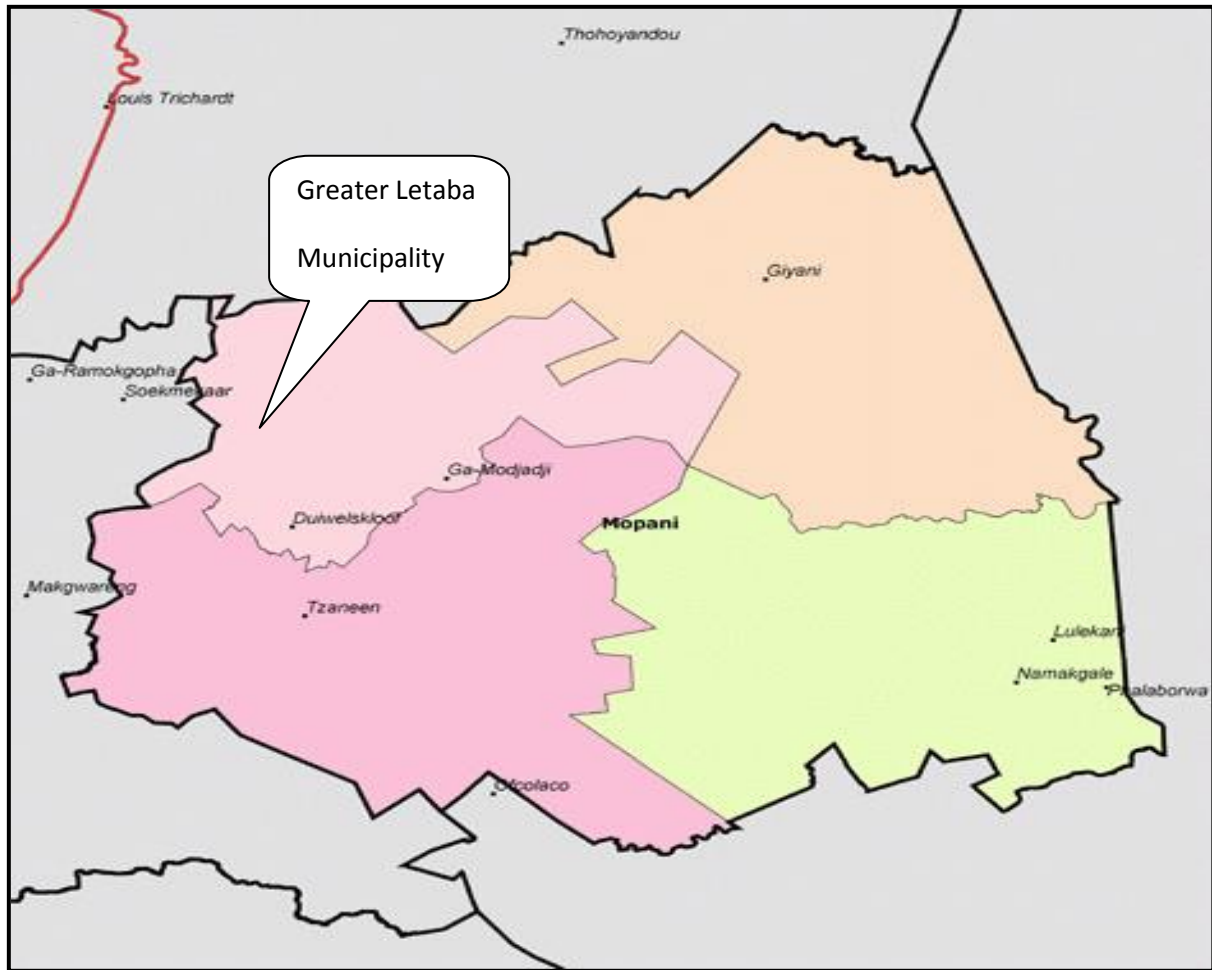 Thohoyandou
Louis Trichardt
Greater Letaba
Municipality
Giyani
Ga-Ramokgopha
Soekmekaar
Ga-Modjadji
Duiwelskloof
Mopani
Makgwareng
Tzaneen
Lulekani
Namakgale
Phalaborwa
Ofcolaco